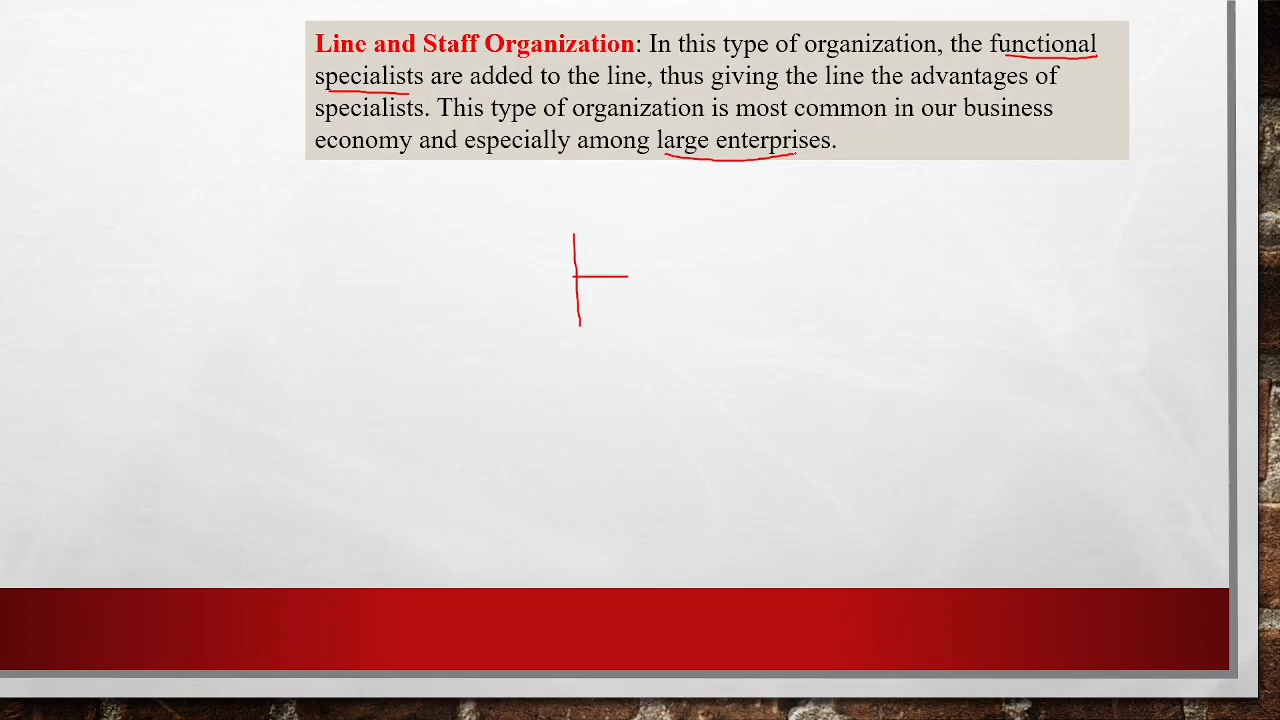 Line and Staff Organization: In this type of organization, the functional
specialists are added to the line, thus giving the line the advantages of
specialists. This type of organization is most common in our business
economy and especially among large enterprises.